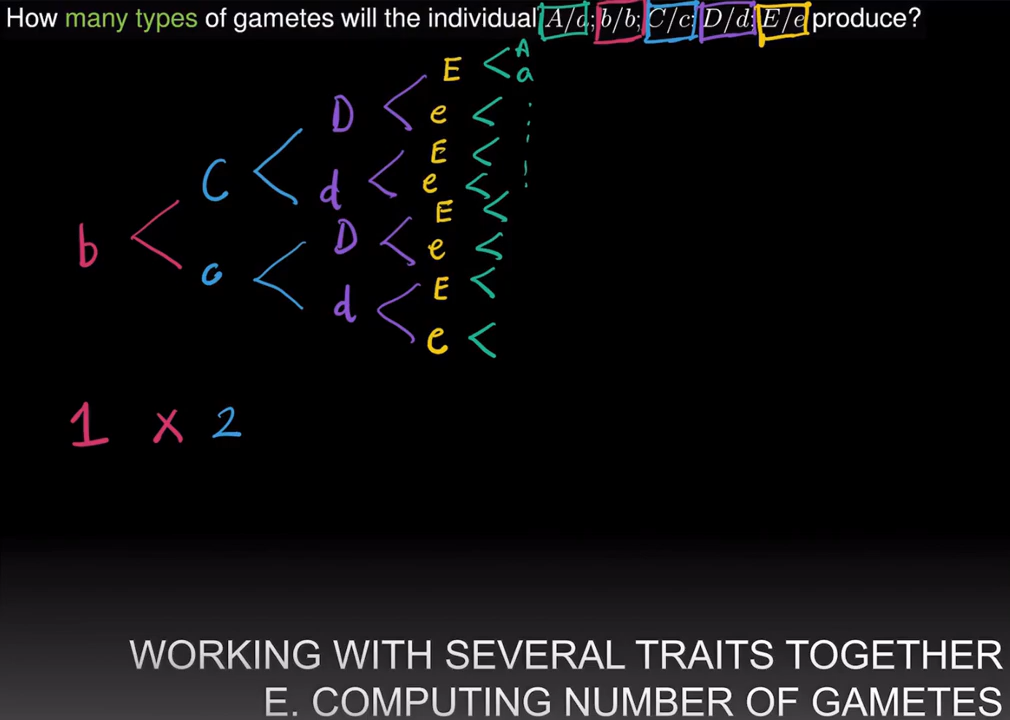 How many types of gametes will the individual A/a; b/b; C/c; D/d; E/e produce?
A
E
a
D
e
E
C
d
e
E
b
D
e
c
E
d
e
1 x 2
WORKING WITH SEVERAL TRAITS TOGETHER
E. COMPUTING NUMBER OF GAMETES